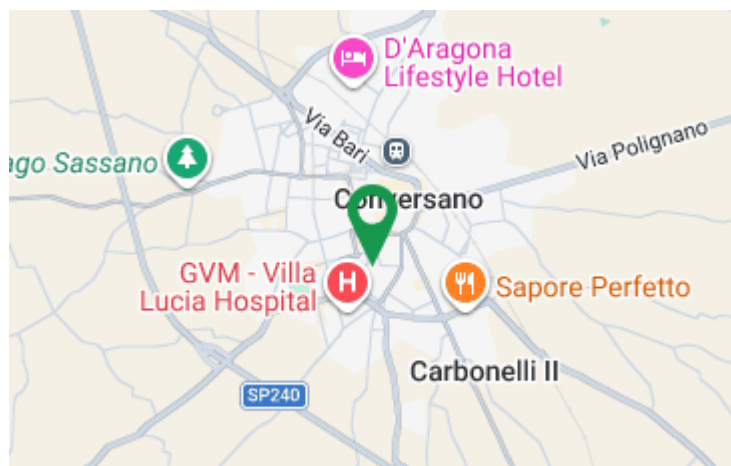 D'Aragona
Lifestyle Hotel
Via Bari
Via Polignano
ago Sassano
Conversano
GVM - Villa
Lucia Hospital
H
Sapore Perfetto
Carbonelli II
SP240